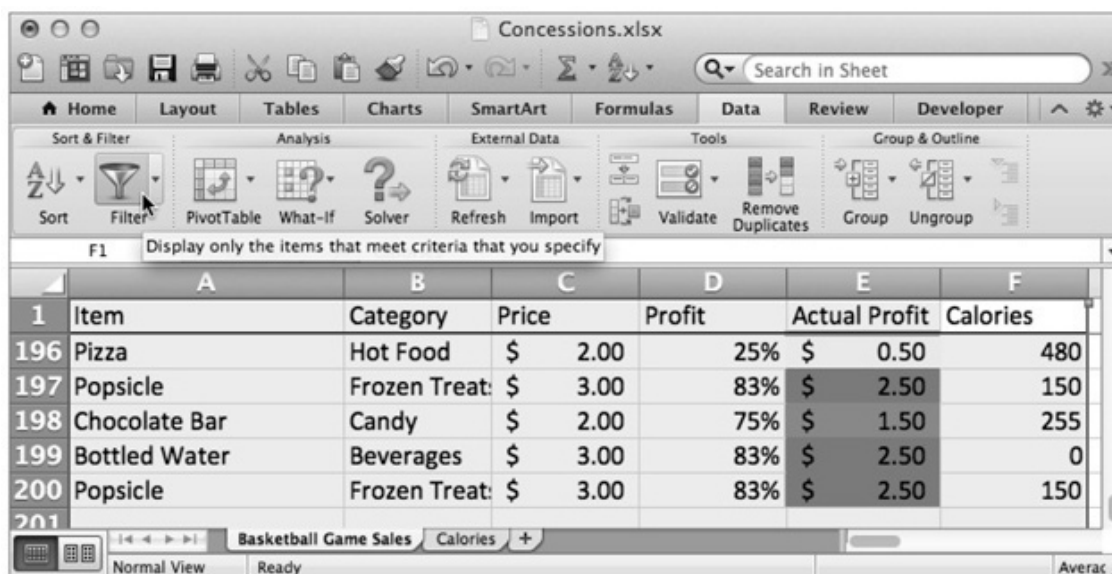 Concessions.xlsx
Search in Sheet
Home Layout Tables Charts SmartArt Formulas Data Review Developer
Sort & Filter Analysis External Data Tools Group & Outline
Sort Filter PivotTable What-If Solver Refresh Import Validate Remove Duplicates Group Ungroup
F1
Display only the items that meet criteria that you specify
A B C D E F
1 Item Category Price Profit Actual Profit Calories
196 Pizza Hot Food $ 2.00 25% $ 0.50 480
197 Popsicle Frozen Treats $ 3.00 83% $ 2.50 150
198 Chocolate Bar Candy $ 2.00 75% $ 1.50 255
199 Bottled Water Beverages $ 3.00 83% $ 2.50 0
200 Popsicle Frozen Treats $ 3.00 83% $ 2.50 150
201
Basketball Game Sales Calories +
Normal View Ready Averag